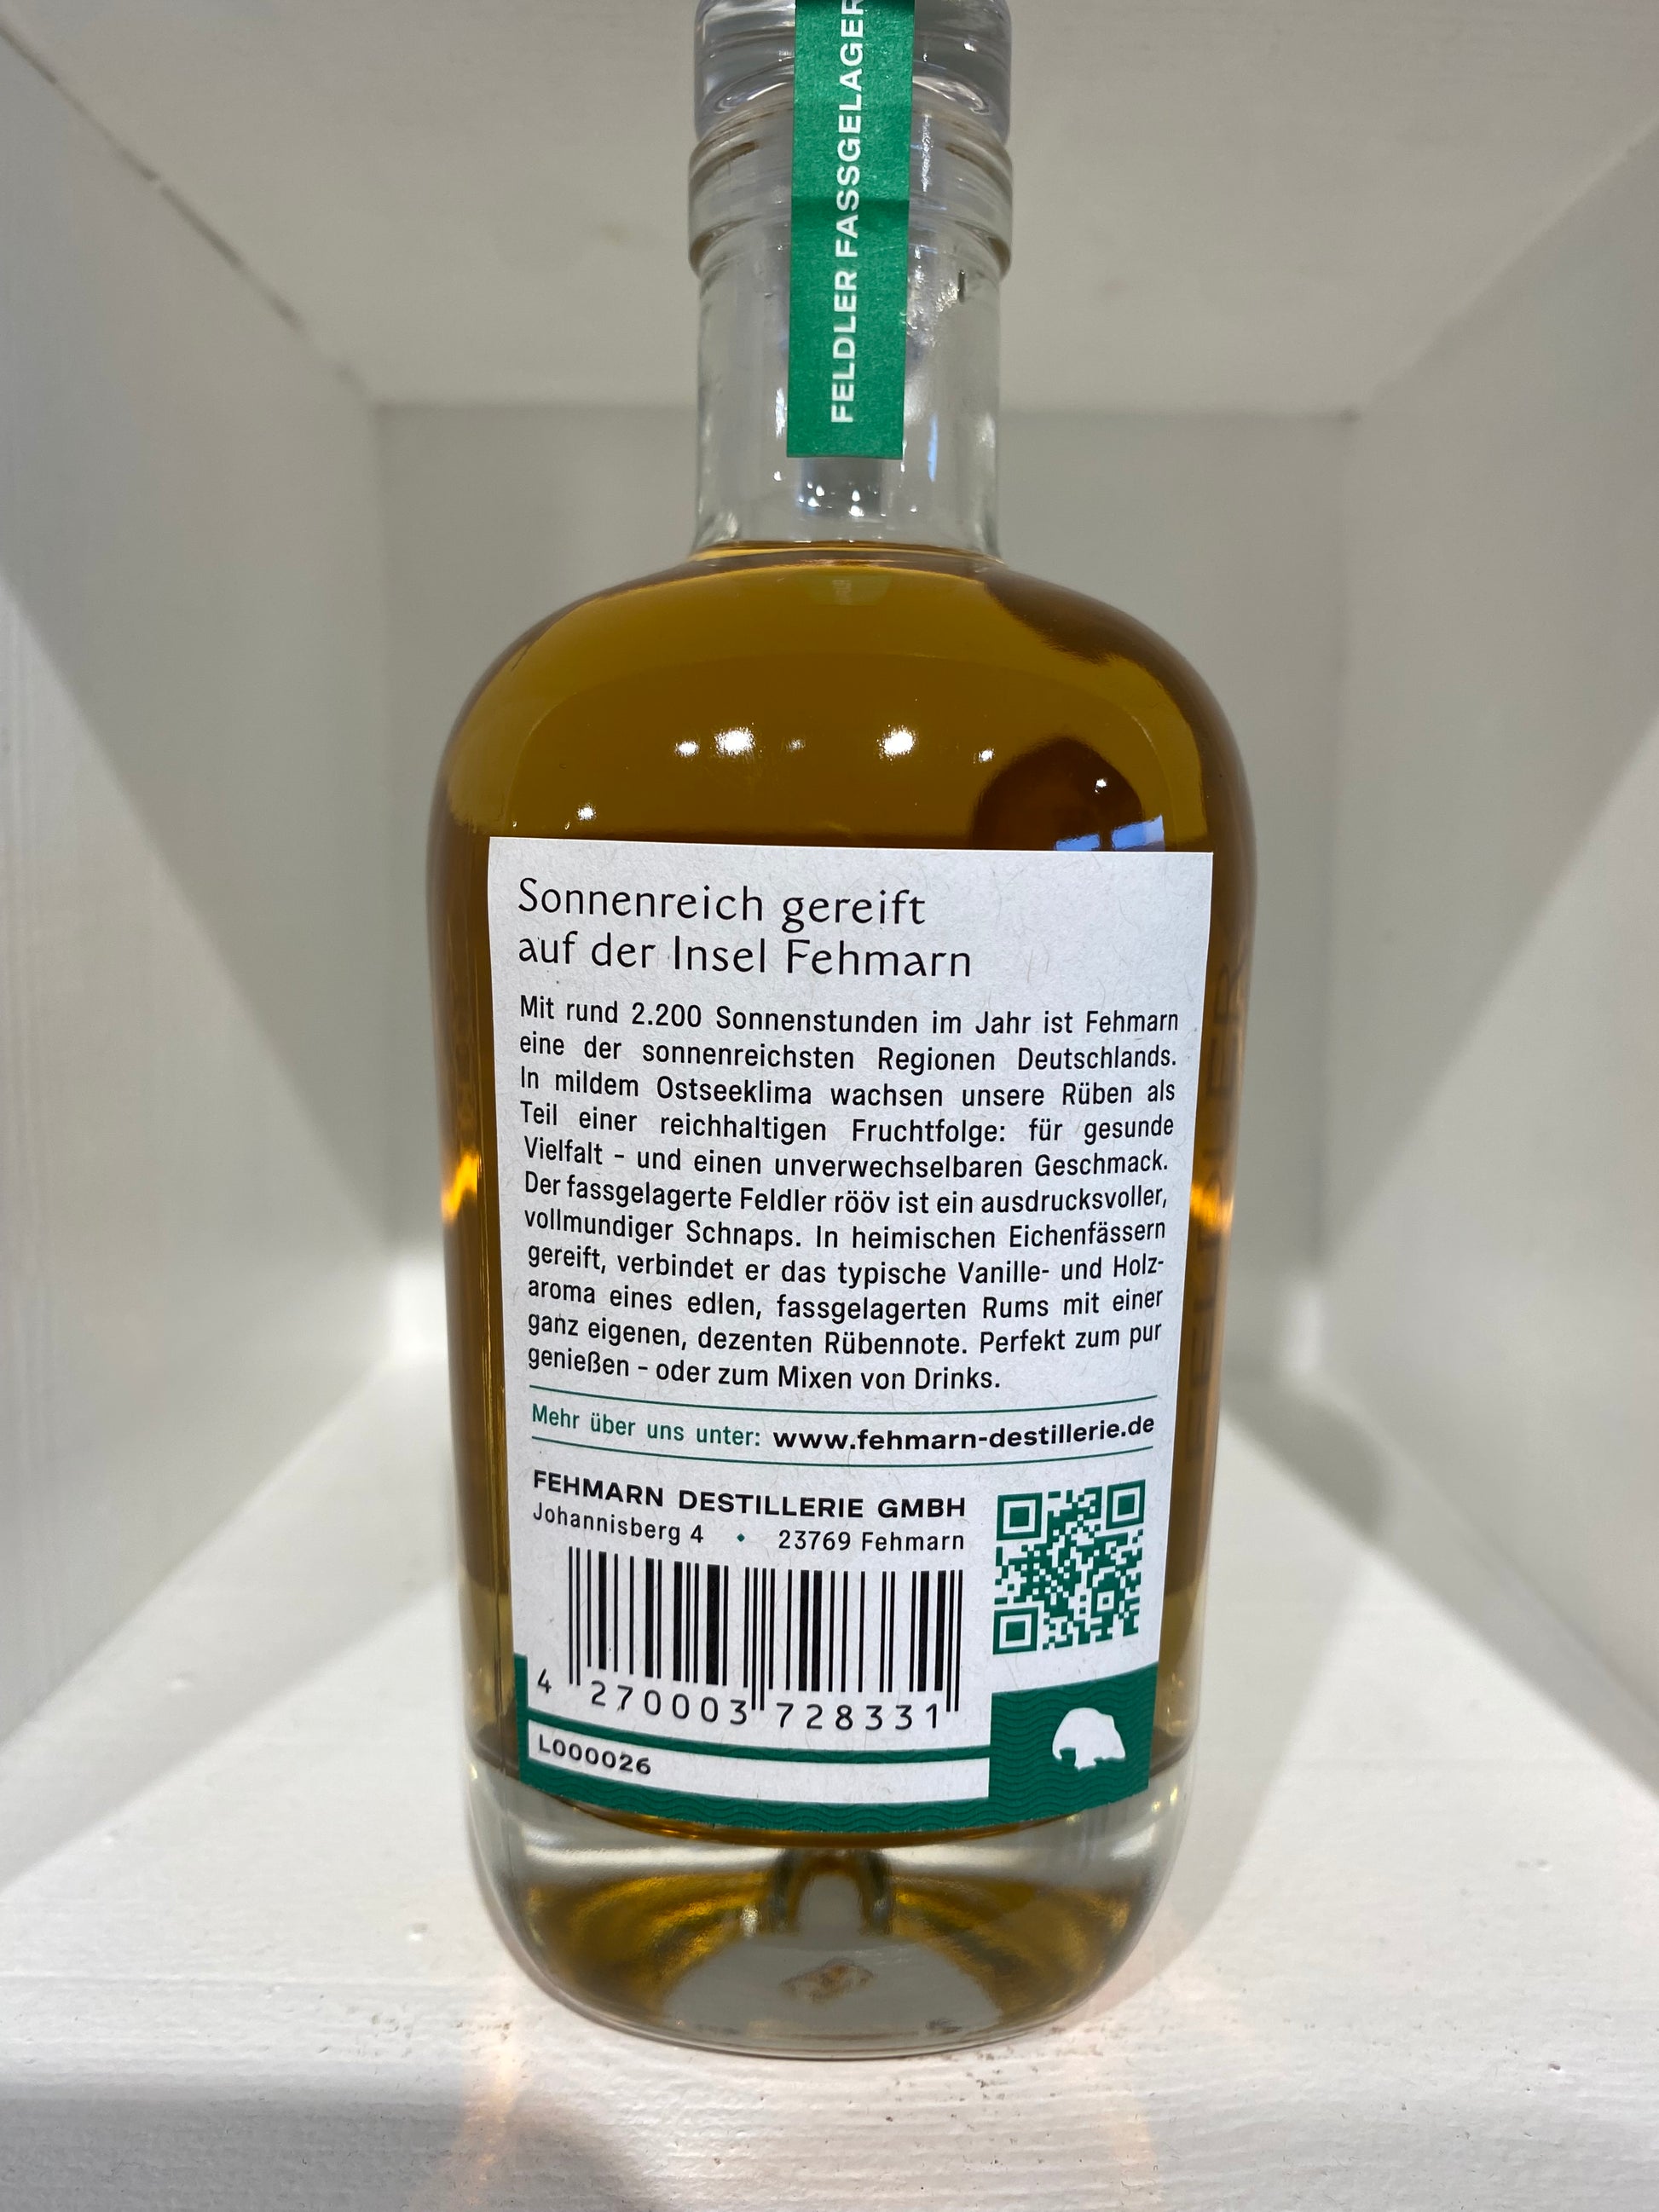 FELDLER FASSGELAGER
Sonnenreich gereift
auf der Insel Fehmarn
Mit rund 2.200 Sonnenstunden im Jahr ist Fehmarn
eine der sonnenreichsten Regionen Deutschlands.
In mildem Ostseeklima wachsen unsere Rüben als
Teil einer reichhaltigen Fruchtfolge: für gesunde
Vielfalt - und einen unverwechselbaren Geschmack.
Der fassgelagerte Feldler rööv ist ein ausdrucksvoller,
vollmundiger Schnaps. In heimischen Eichenfässern
gereift, verbindet er das typische Vanille- und Holz-
aroma eines edlen, fassgelagerten Rums mit einer
ganz eigenen, dezenten Rübennote. Perfekt zum pur
genießen - oder zum Mixen von Drinks.
Mehr über uns unter: www.fehmarn-destillerie.de
FEHMARN DESTILLERIE GMBH
Johannisberg 4 • 23769 Fehmarn
4 270003 728331
L000026